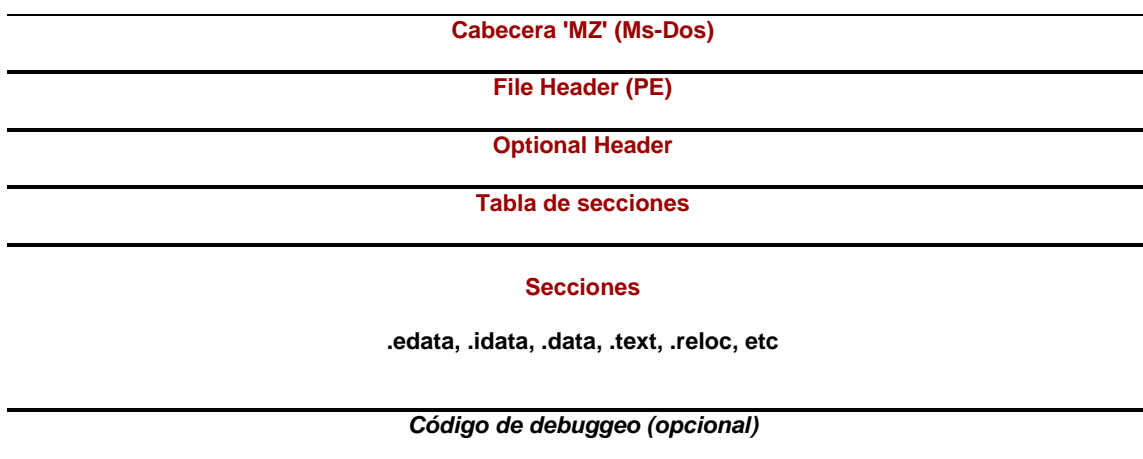 Cabecera 'MZ' (Ms-Dos)
File Header (PE)
Optional Header
Tabla de secciones
Secciones
.edata, .idata, .data, .text, .reloc, etc
Código de debuggeo (opcional)